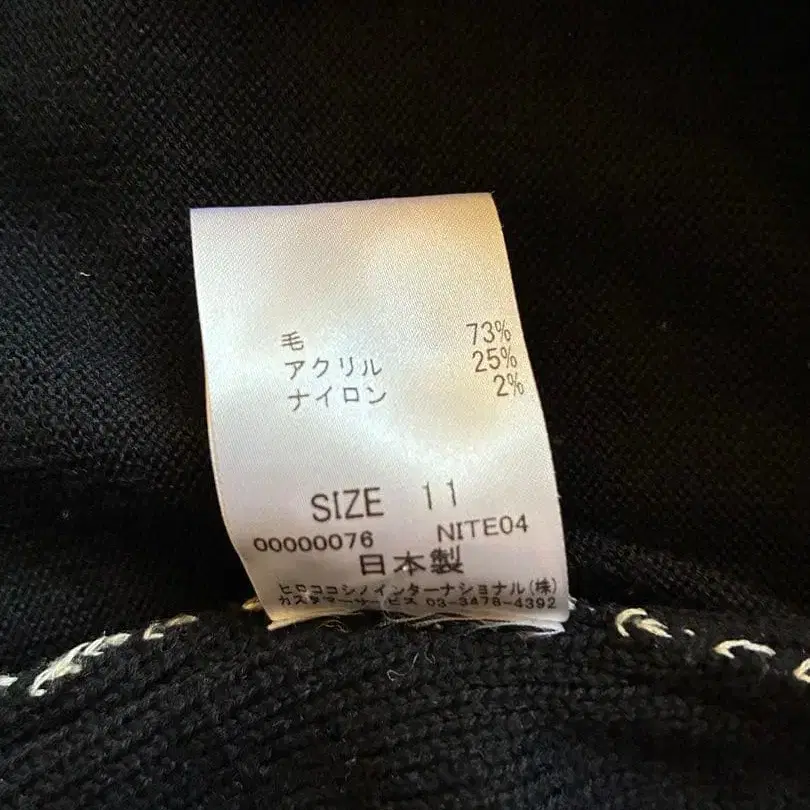 毛 73%
アクリル 25%
ナイロン 2%
SIZE 11
00000076 NITE04
日本製
ヒロココシノインターナショナル(株)
カスタマーサービス 03-3478-4392